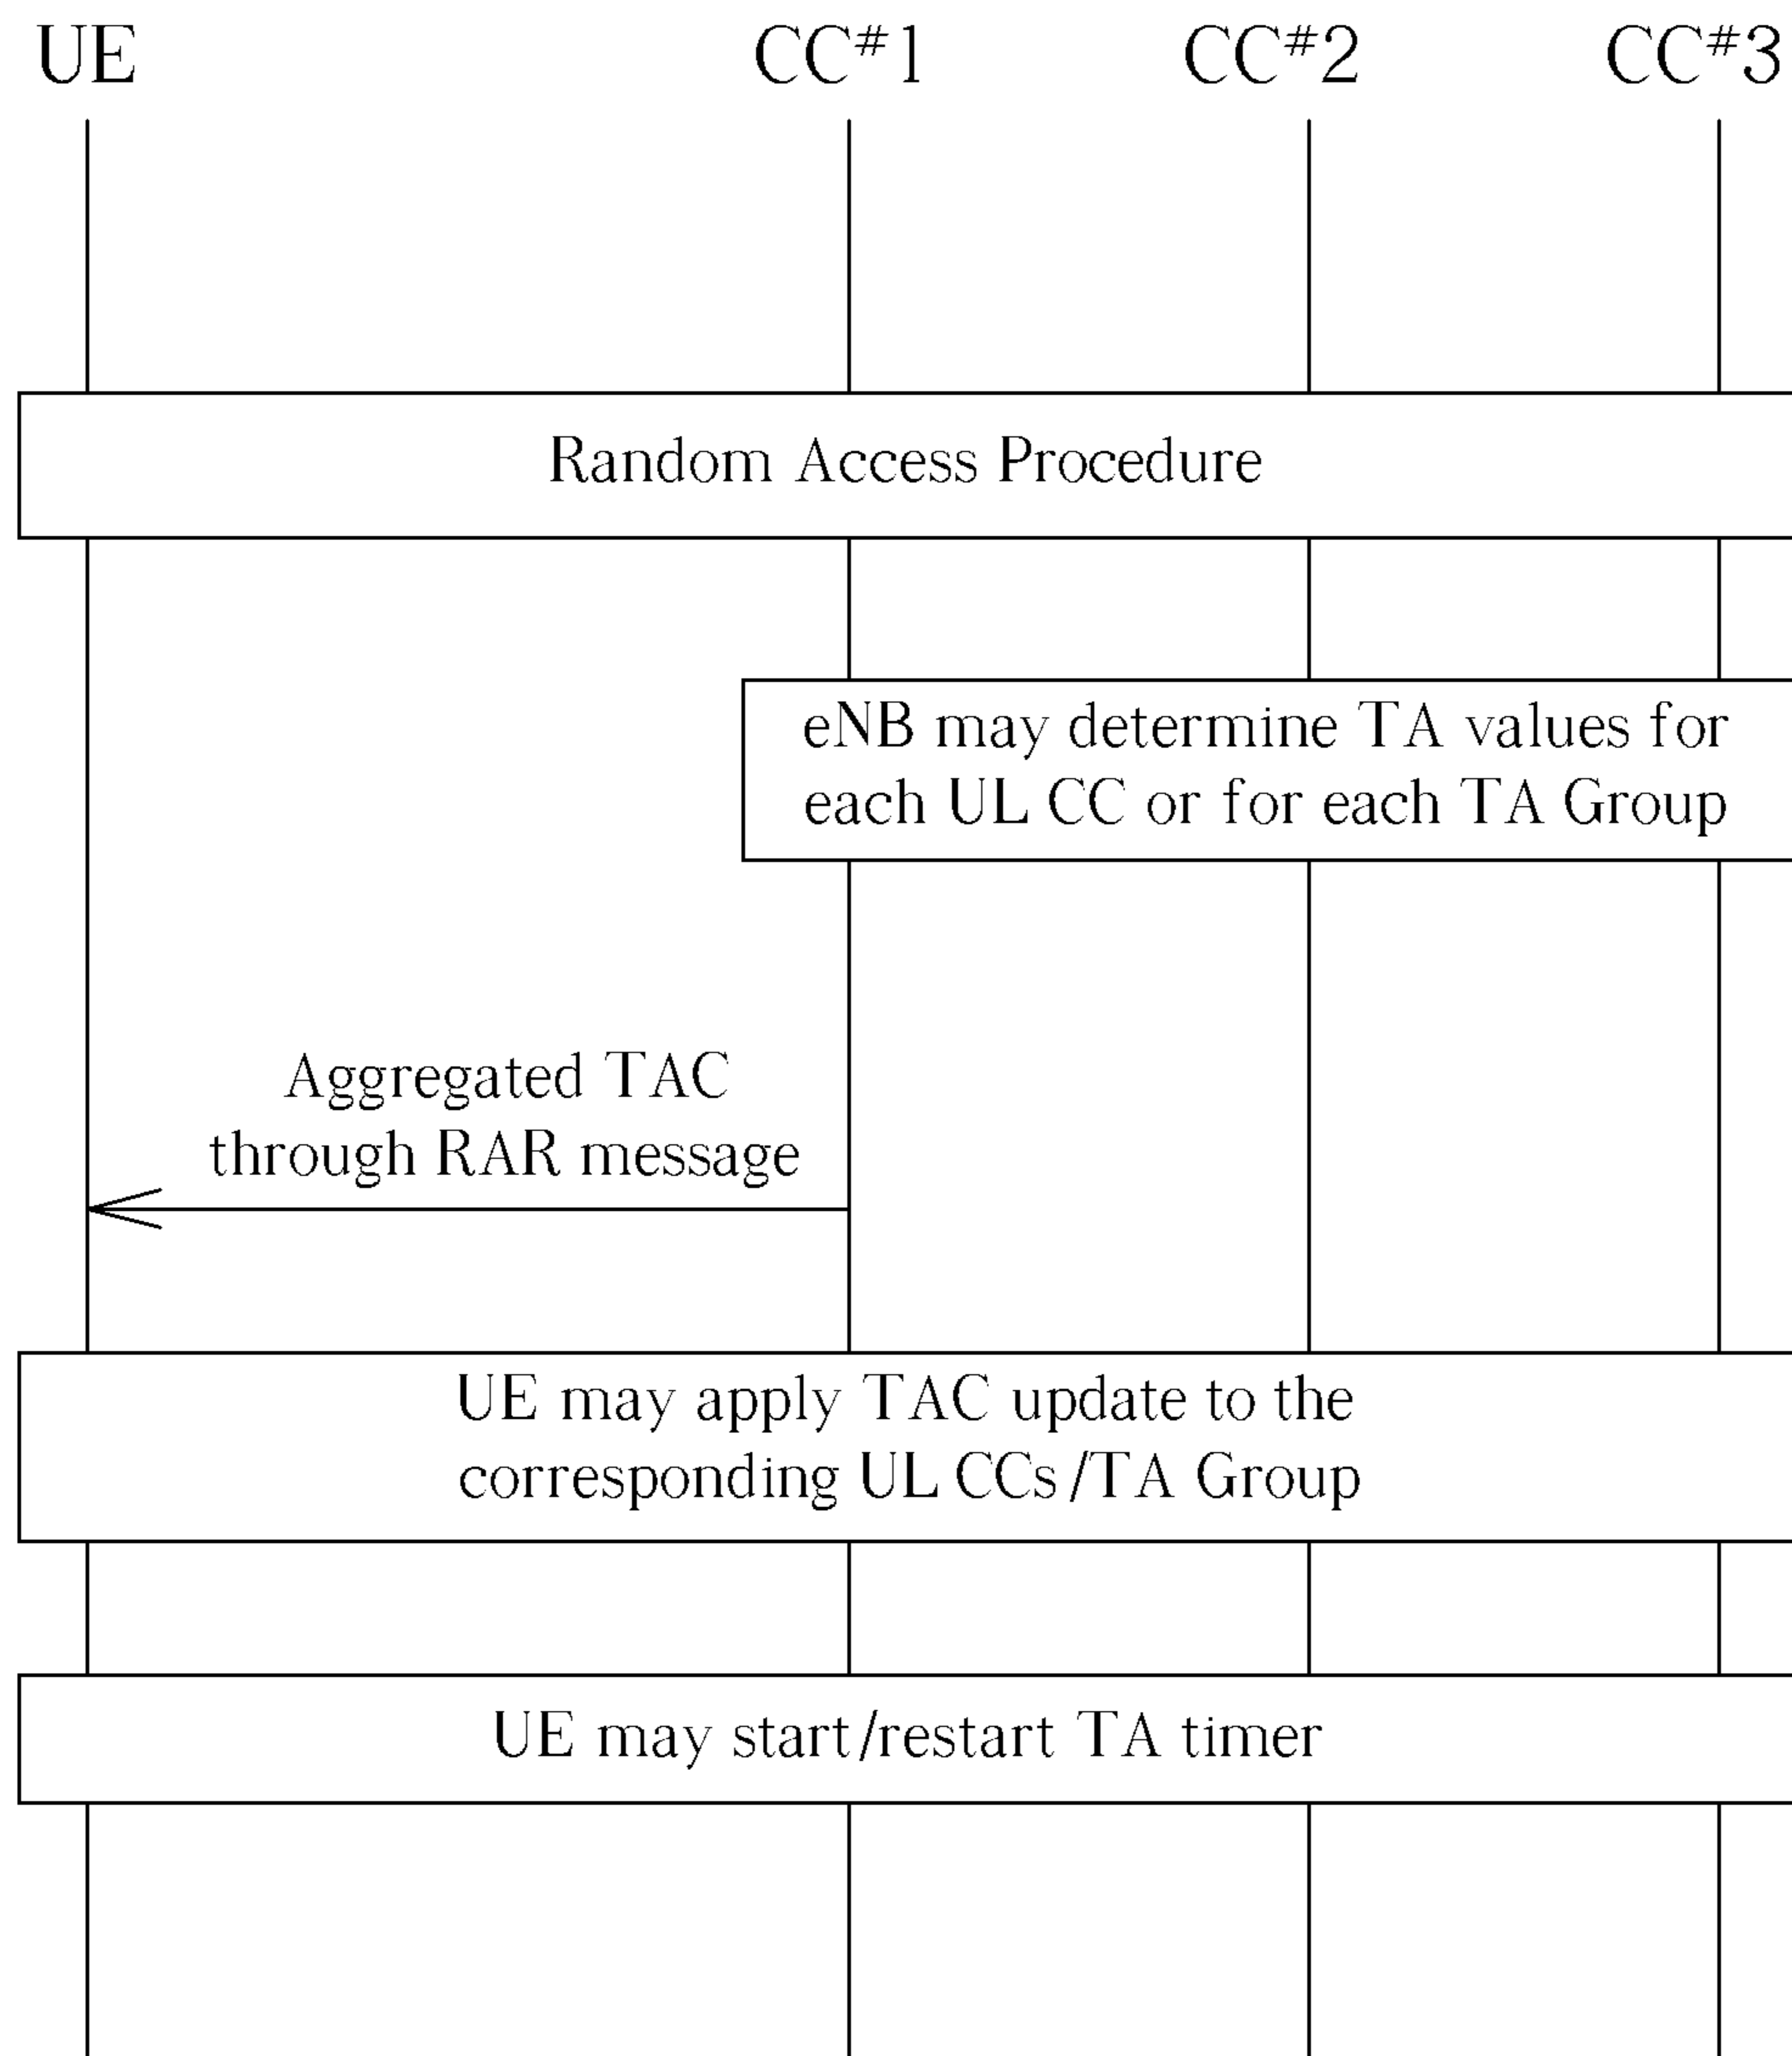 UE CC#1 CC#2 CC#3
Random Access Procedure
eNB may determine TA values for
each UL CC or for each TA Group
Aggregated TAC
through RAR message
UE may apply TAC update to the
corresponding UL CCs/TA Group
UE may start/restart TA timer